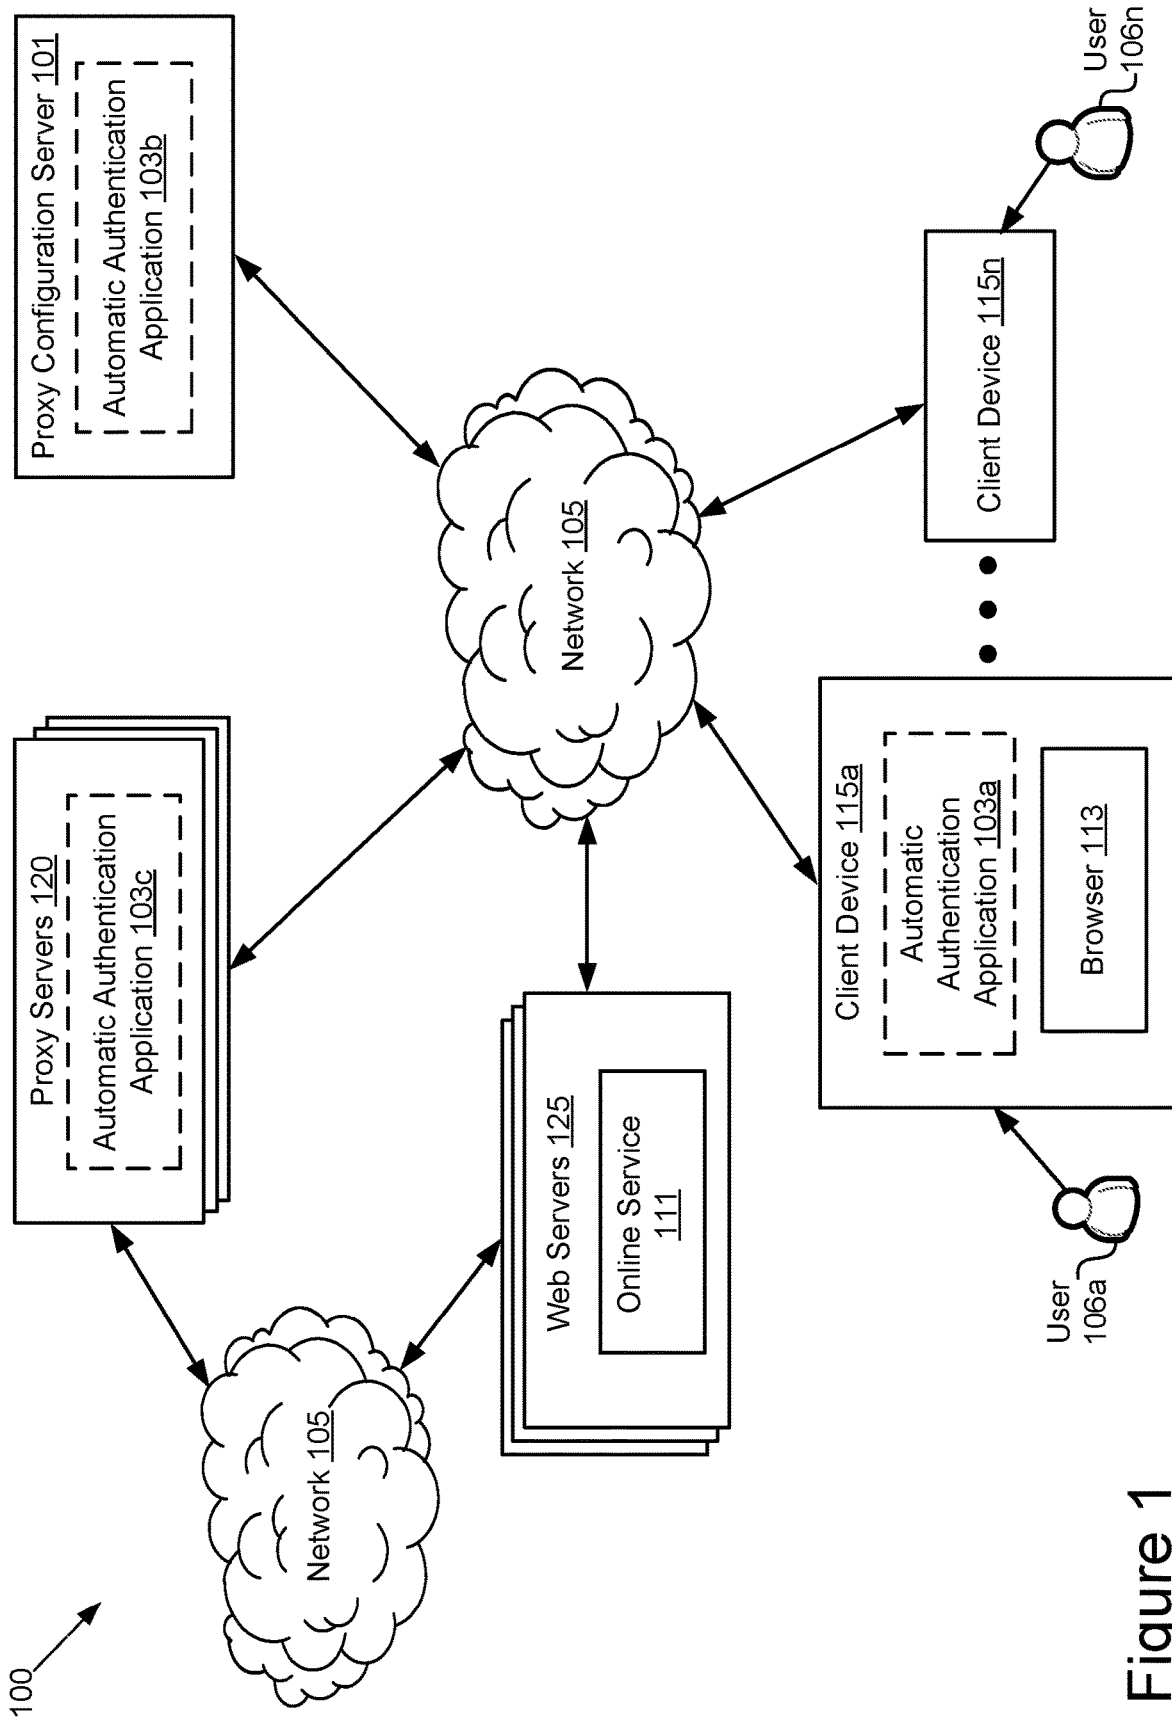 100
Proxy Servers 120
Automatic Authentication
Application 103c
Proxy Configuration Server 101
Automatic Authentication
Application 103b
Network 105
Network 105
Web Servers 125
Online Service
111
Client Device 115a
Automatic
Authentication
Application 103a
Browser 113
Client Device 115n
User
106a
User
106n
Figure 1